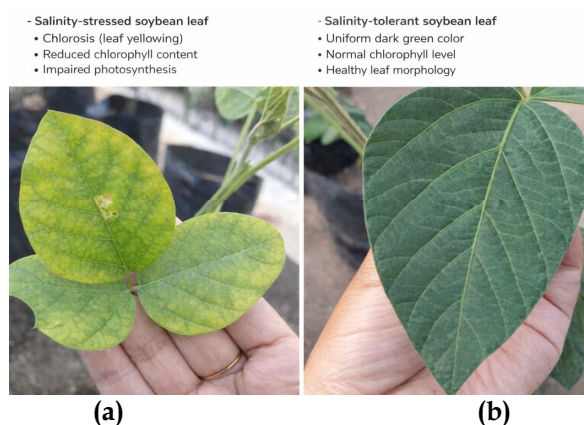 - Salinity-stressed soybean leaf
• Chlorosis (leaf yellowing)
• Reduced chlorophyll content
• Impaired photosynthesis
- Salinity-tolerant soybean leaf
• Uniform dark green color
• Normal chlorophyll level
• Healthy leaf morphology
(a)
(b)